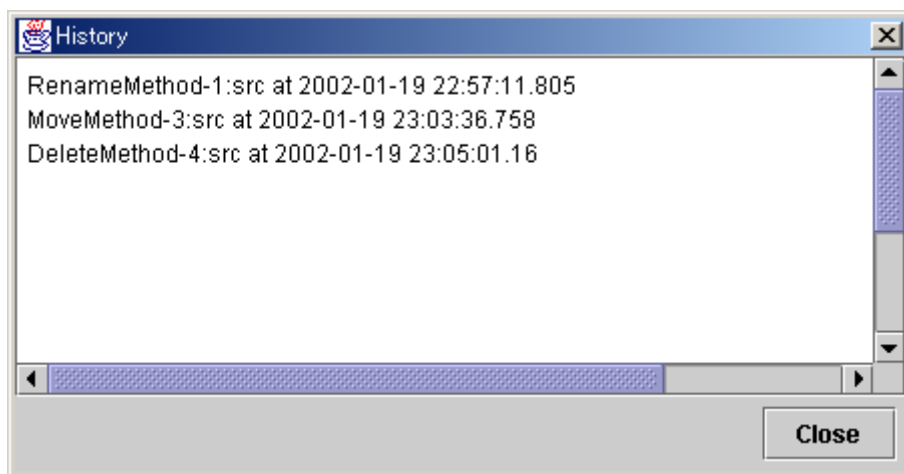 History
RenameMethod-1:src at 2002-01-19 22:57:11.805
MoveMethod-3:src at 2002-01-19 23:03:36.758
DeleteMethod-4:src at 2002-01-19 23:05:01.16
Close